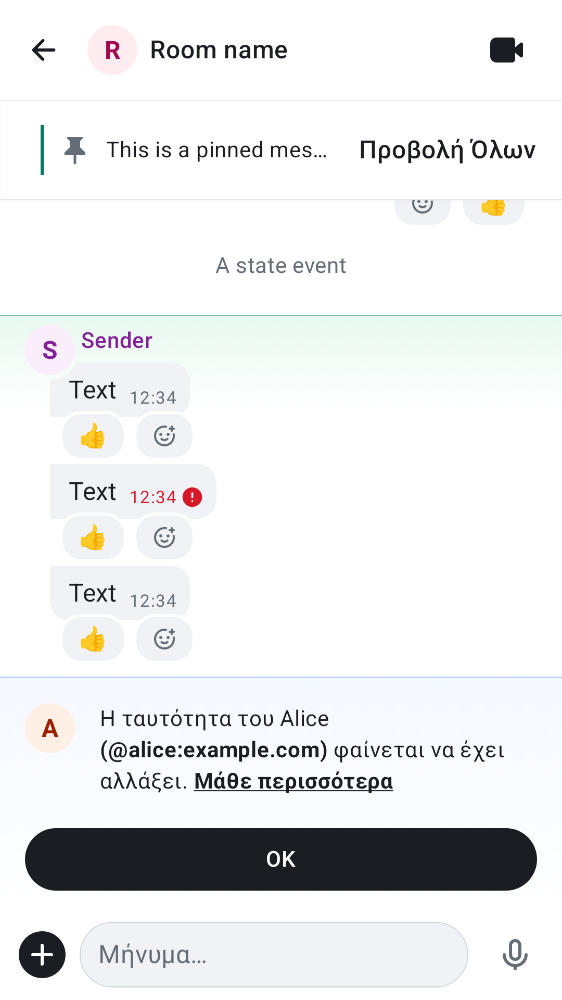 R Room name
This is a pinned mes... Προβολή Όλων
A state event
S Sender
Text 12:34
Text 12:34
Text 12:34
A Η ταυτότητα του Alice
(@alice:example.com) φαίνεται να έχει
αλλάξει. Μάθε περισσότερα
OK
Μήνυμα...